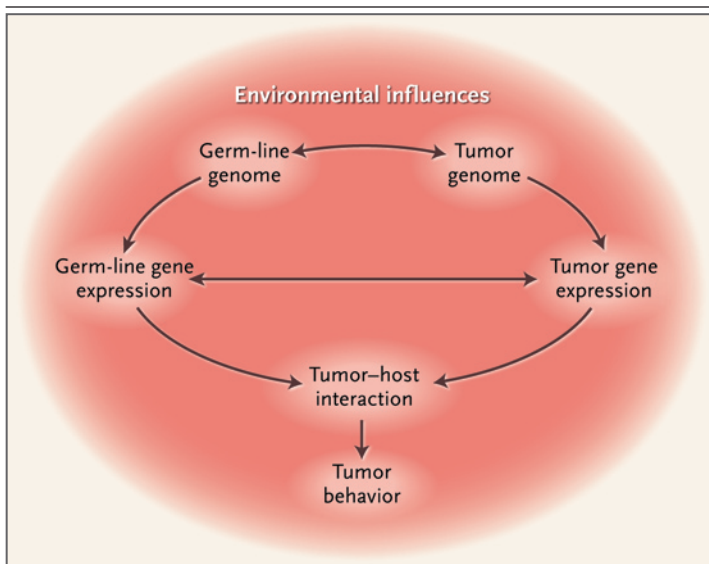 Environmental influences
Germ-line
genome
Tumor
genome
Germ-line gene
expression
Tumor gene
expression
Tumor–host
interaction
Tumor
behavior